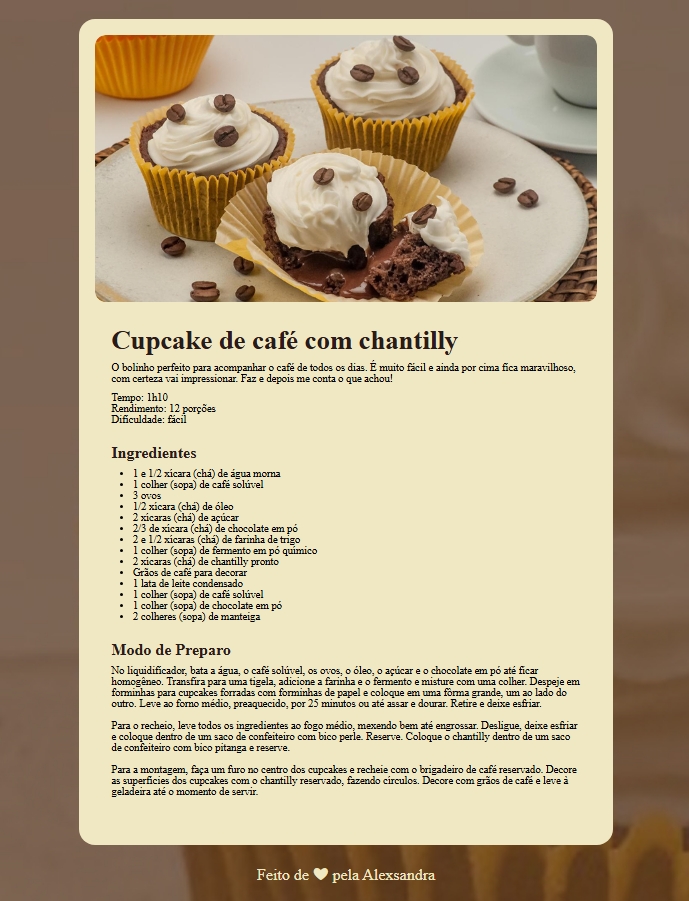 Cupcake de café com chantilly
O bolinho perfeito para acompanhar o café de todos os dias. É muito fácil e ainda por cima fica maravilhoso,
com certeza vai impressionar. Faz e depois me conta o que achou!
Tempo: 1h10
Rendimento: 12 porções
Dificuldade: fácil
Ingredientes
• 1 e 1/2 xícara (chá) de água morna
• 1 colher (sopa) de café solúvel
• 3 ovos
• 1/2 xícara (chá) de óleo
• 2 xícaras (chá) de açúcar
• 2/3 de xícara (chá) de chocolate em pó
• 2 e 1/2 xícaras (chá) de farinha de trigo
• 1 colher (sopa) de fermento em pó químico
• 2 xícaras (chá) de chantilly pronto
• Grãos de café para decorar
• 1 lata de leite condensado
• 1 colher (sopa) de café solúvel
• 1 colher (sopa) de chocolate em pó
• 2 colheres (sopa) de manteiga
Modo de Preparo
No liquidificador, bata a água, o café solúvel, os ovos, o óleo, o açúcar e o chocolate em pó até ficar
homogêneo. Transfira para uma tigela, adicione a farinha e o fermento e misture com uma colher. Despeje em
forminhas para cupcakes forradas com forminhas de papel e coloque em uma fôrma grande, um ao lado do
outro. Leve ao forno médio, preaquecido, por 25 minutos ou até assar e dourar. Retire e deixe esfriar.
Para o recheio, leve todos os ingredientes ao fogo médio, mexendo bem até engrossar. Desligue, deixe esfriar
e coloque dentro de um saco de confeiteiro com bico perle. Reserve. Coloque o chantilly dentro de um saco
de confeiteiro com bico pitanga e reserve.
Para a montagem, faça um furo no centro dos cupcakes e recheie com o brigadeiro de café reservado. Decore
as superfícies dos cupcakes com o chantilly reservado, fazendo círculos. Decore com grãos de café e leve à
geladeira até o momento de servir.
Feito de ❤ pela Alexsandra